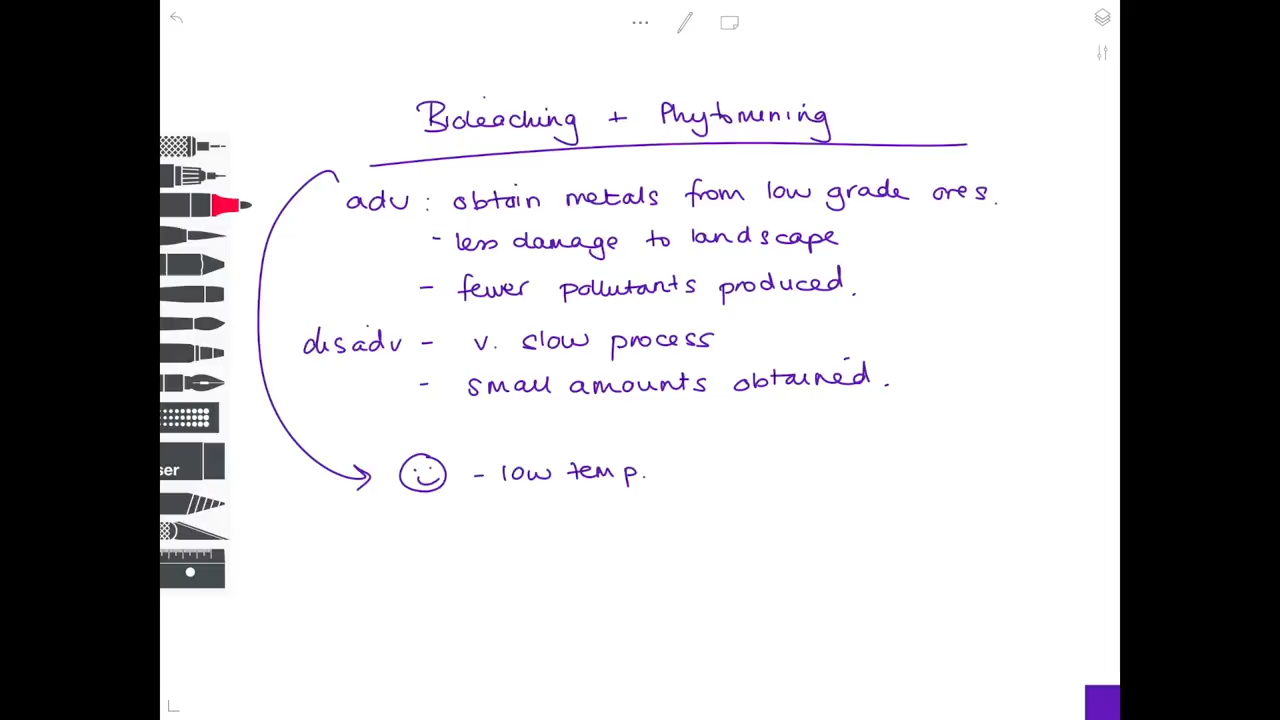 Bioleaching + Phytomining
adv : obtain metals from low grade ores.
- less damage to landscape
- fewer pollutants produced.
disadv - v. slow process
- small amounts obtained.
- low temp.
ser